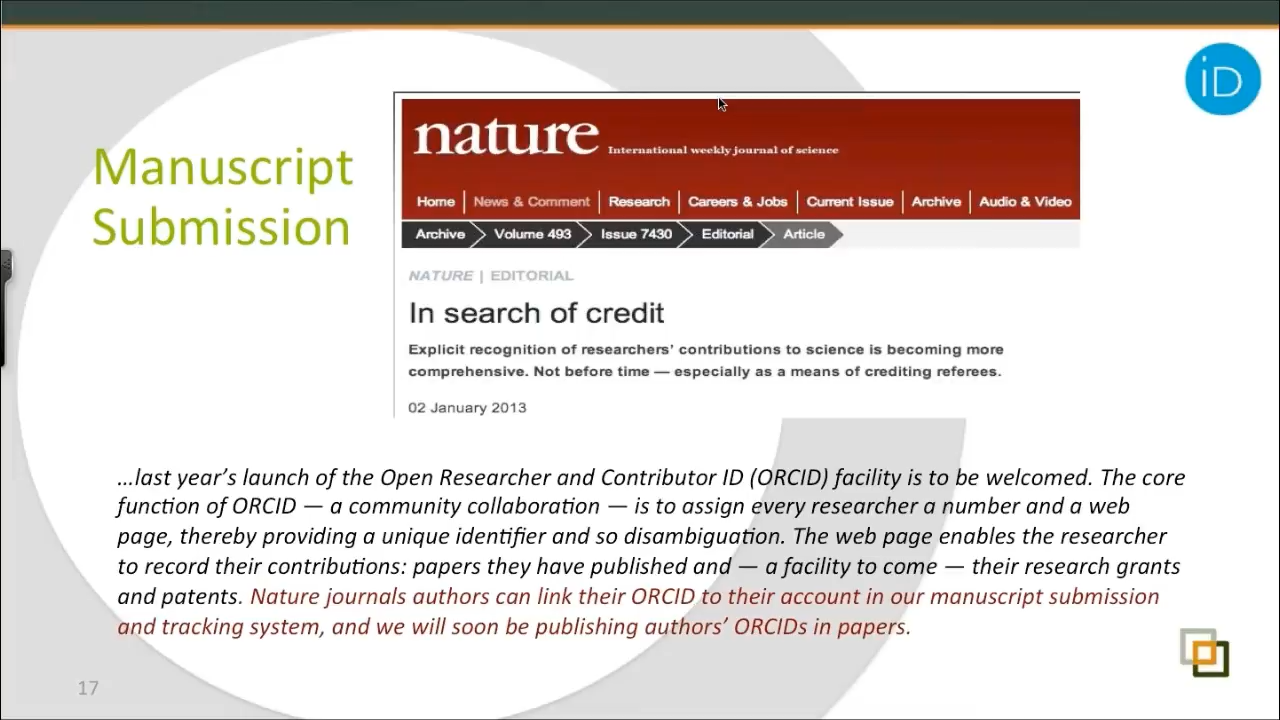 iD
Manuscript
Submission
nature International weekly journal of science
Home News & Comment Research Careers & Jobs Current Issue Archive Audio & Video
Archive Volume 493 Issue 7430 Editorial Article
NATURE | EDITORIAL
In search of credit
Explicit recognition of researchers' contributions to science is becoming more
comprehensive. Not before time — especially as a means of crediting referees.
02 January 2013
…last year's launch of the Open Researcher and Contributor ID (ORCID) facility is to be welcomed. The core
function of ORCID — a community collaboration — is to assign every researcher a number and a web
page, thereby providing a unique identifier and so disambiguation. The web page enables the researcher
to record their contributions: papers they have published and — a facility to come — their research grants
and patents. Nature journals authors can link their ORCID to their account in our manuscript submission
and tracking system, and we will soon be publishing authors' ORCIDs in papers.
17